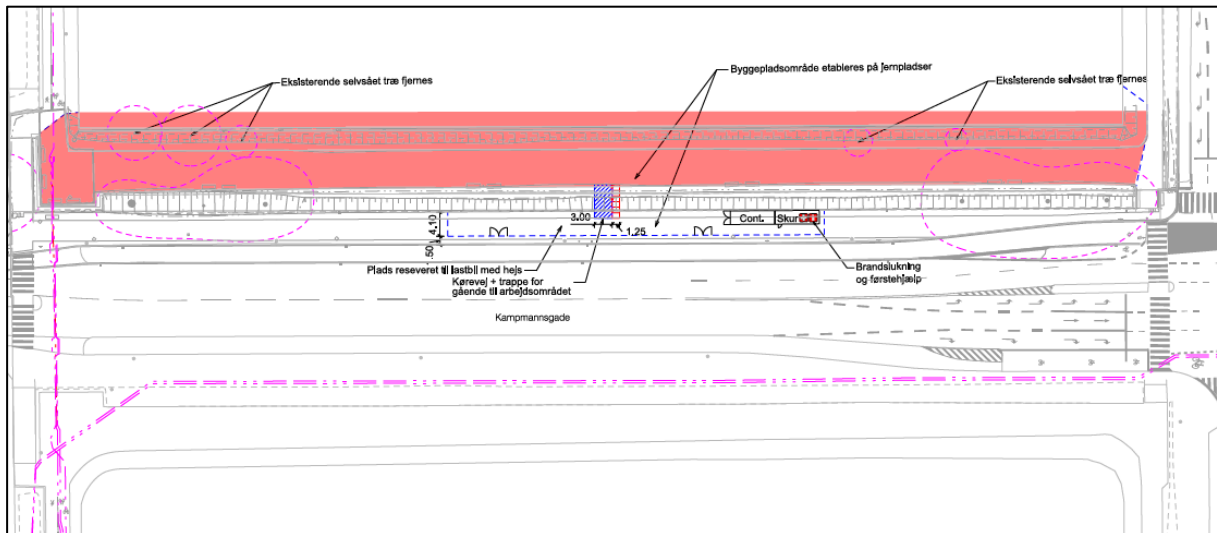 Byggepladsområde etableres på jernpladser
Eksisterende selvsået træ fjernes
Eksisterende selvsået træ fjernes
4.10
3.00
1.25
.50
Cont.
Skur
Plads reserveret til lastbil med hejs
Kørevej + trappe for
gående til arbejdsområdet
Brandslukning
og førstehjælp
Kampmannsgade